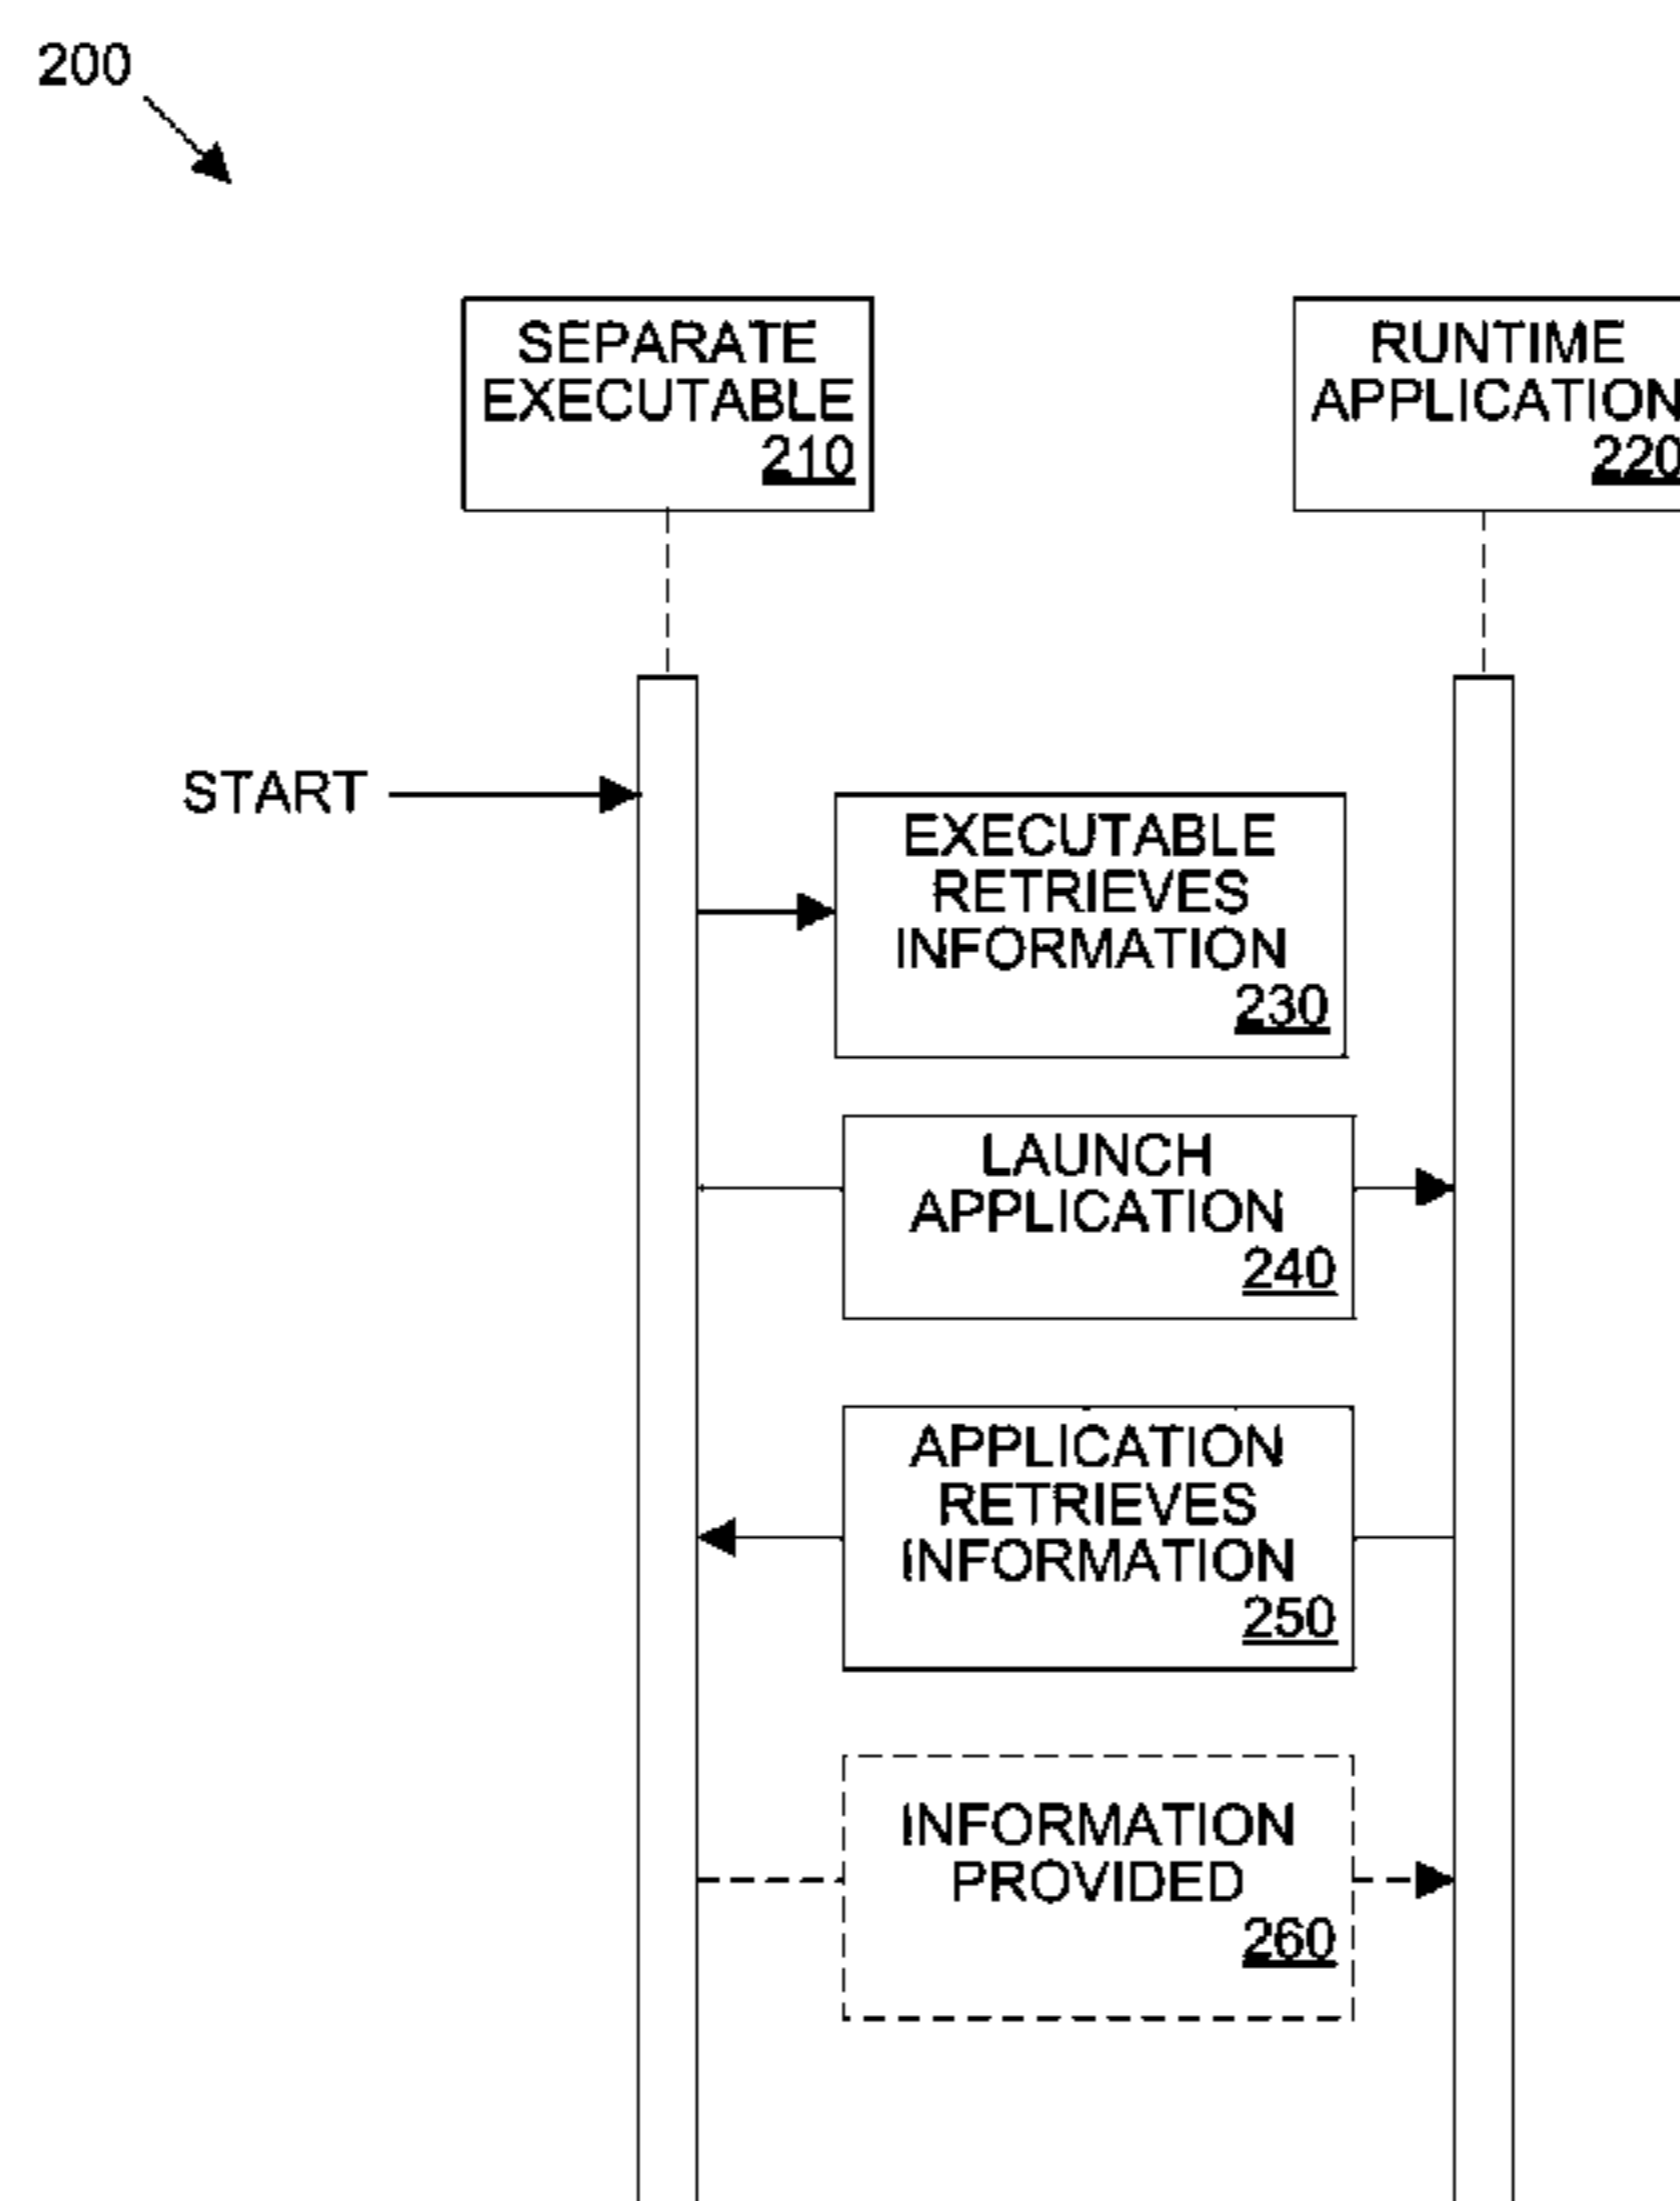 200
SEPARATE
EXECUTABLE
210
RUNTIME
APPLICATION
220
START
EXECUTABLE
RETRIEVES
INFORMATION
230
LAUNCH
APPLICATION
240
APPLICATION
RETRIEVES
INFORMATION
250
INFORMATION
PROVIDED
260